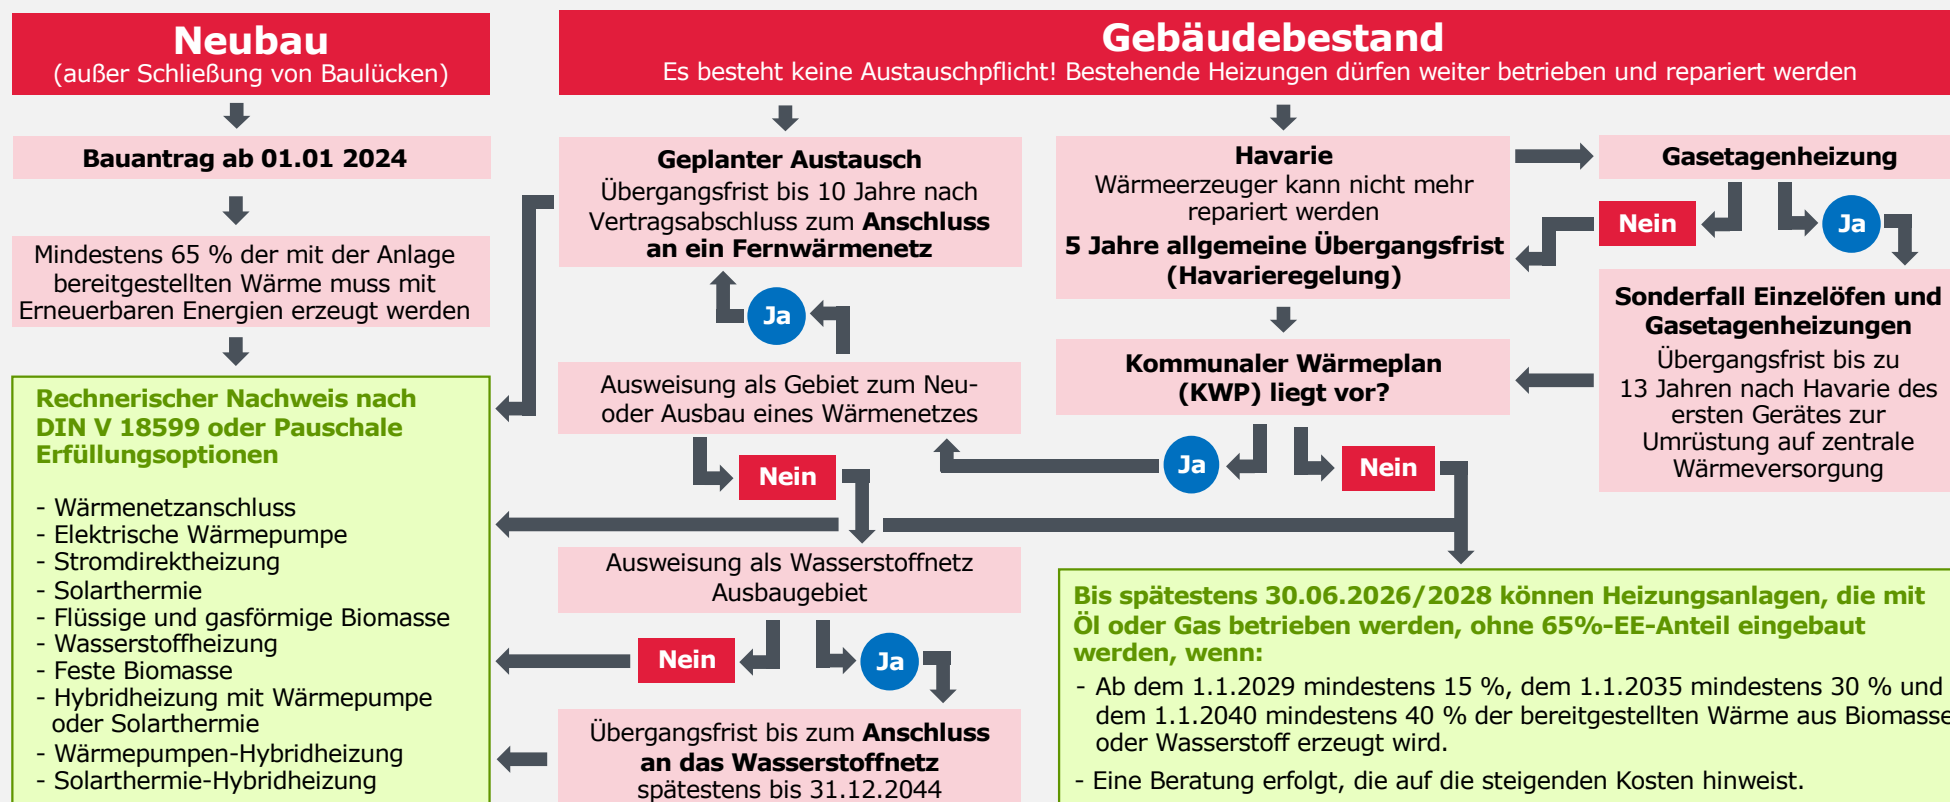 Neubau
(außer Schließung von Baulücken)
Bauantrag ab 01.01 2024
Mindestens 65 % der mit der Anlage
bereitgestellten Wärme muss mit
Erneuerbaren Energien erzeugt werden
Rechnerischer Nachweis nach
DIN V 18599 oder Pauschale
Erfüllungsoptionen
- Wärmenetzanschluss
- Elektrische Wärmepumpe
- Stromdirektheizung
- Solarthermie
- Flüssige und gasförmige Biomasse
- Wasserstoffheizung
- Feste Biomasse
- Hybridheizung mit Wärmepumpe
oder Solarthermie
- Wärmepumpen-Hybridheizung
- Solarthermie-Hybridheizung
Gebäudebestand
Es besteht keine Austauschpflicht! Bestehende Heizungen dürfen weiter betrieben und repariert werden
Geplanter Austausch
Übergangsfrist bis 10 Jahre nach
Vertragsabschluss zum Anschluss
an ein Fernwärmenetz
Ja
Ausweisung als Gebiet zum Neu-
oder Ausbau eines Wärmenetzes
Nein
Ausweisung als Wasserstoffnetz
Ausbaugebiet
Nein
Ja
Übergangsfrist bis zum Anschluss
an das Wasserstoffnetz
spätestens bis 31.12.2044
Havarie
Wärmeerzeuger kann nicht mehr
repariert werden
5 Jahre allgemeine Übergangsfrist
(Havarieregelung)
Kommunaler Wärmeplan
(KWP) liegt vor?
Ja
Nein
Gasetagenheizung
Nein
Ja
Sonderfall Einzelöfen und
Gasetagenheizungen
Übergangsfrist bis zu
13 Jahren nach Havarie des
ersten Gerätes zur
Umrüstung auf zentrale
Wärmeversorgung
Bis spätestens 30.06.2026/2028 können Heizungsanlagen, die mit
Öl oder Gas betrieben werden, ohne 65%-EE-Anteil eingebaut
werden, wenn:
- Ab dem 1.1.2029 mindestens 15 %, dem 1.1.2035 mindestens 30 % und
dem 1.1.2040 mindestens 40 % der bereitgestellten Wärme aus Biomasse
oder Wasserstoff erzeugt wird.
- Eine Beratung erfolgt, die auf die steigenden Kosten hinweist.